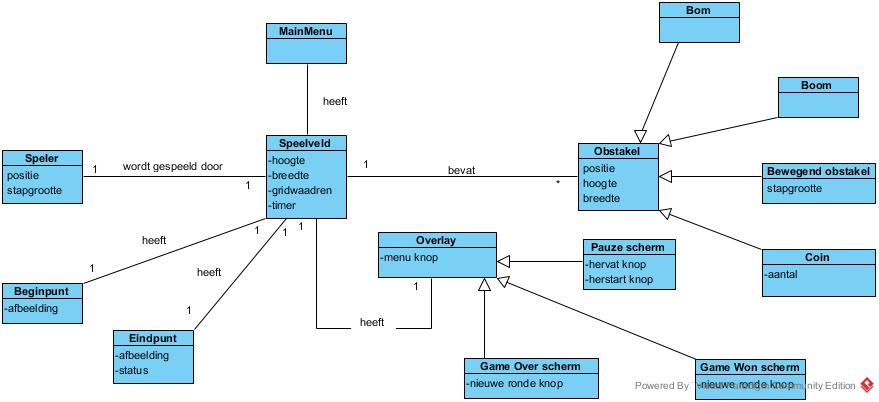 Bom
MainMenu
heeft
Boom
Speelveld
-hoogte
-breedte
-gridwaadren
-timer
Speler
positie
stapgrootte
1
wordt gespeeld door
1
1
bevat
*
Obstakel
positie
hoogte
breedte
Bewegend obstakel
stapgrootte
Coin
-aantal
1
heeft
1
Beginpunt
-afbeelding
1
heeft
1
Eindpunt
-afbeelding
-status
1
heeft
1
Overlay
-menu knop
Pauze scherm
-hervat knop
-herstart knop
Game Over scherm
-nieuwe ronde knop
Game Won scherm
-nieuwe ronde knop
Powered By Community Edition